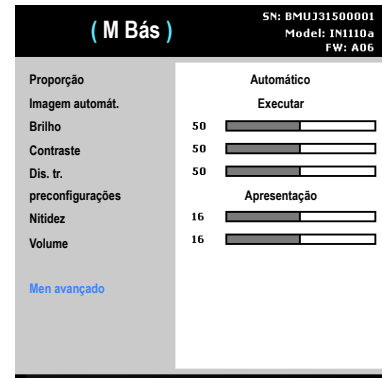 ( M Bás )
SN: BMUJ31500001
Model: IN1110a
FW: A06
Proporção Automático
Imagem automát. Executar
Brilho 50
Contraste 50
Dis. tr. 50
preconfigurações Apresentação
Nitidez 16
Volume 16
Men avançado